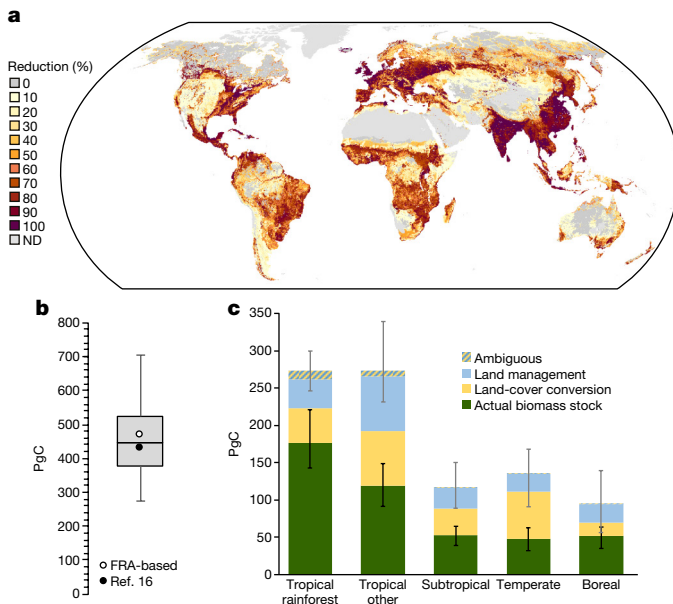 a
Reduction (%)
0
10
20
30
40
50
60
70
80
90
100
ND
b
800
700
600
500
400
300
200
100
0
PgC
FRA-based
Ref. 16
c
350
300
250
200
150
100
50
0
PgC
Ambiguous
Land management
Land-cover conversion
Actual biomass stock
Tropical
rainforest
Tropical
other
Subtropical
Temperate
Boreal